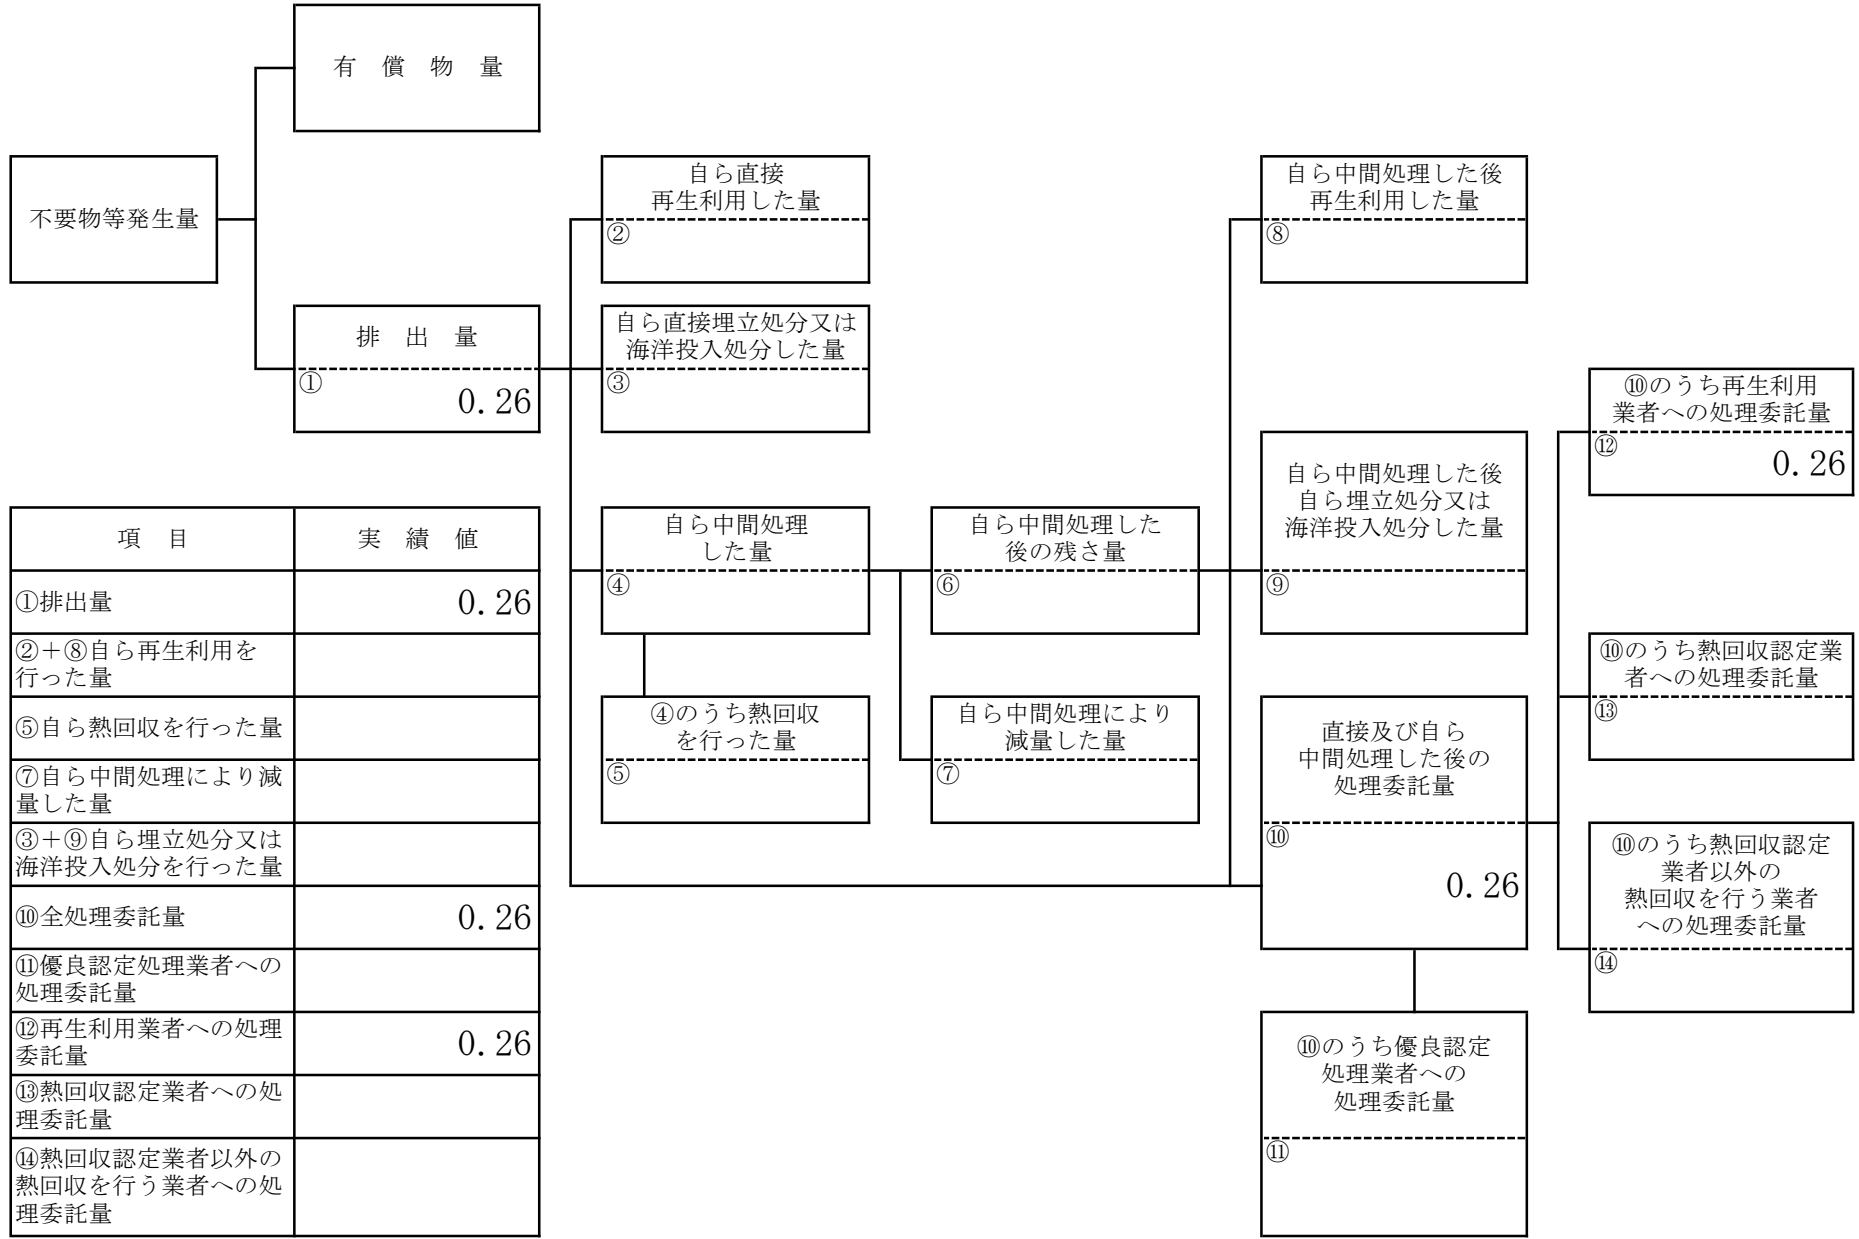 有　償　物　量
不要物等発生量
排　出　量
①
0.26
自ら直接
再生利用した量
②
自ら直接埋立処分又は
海洋投入処分した量
③
自ら中間処理
した量
④
④のうち熱回収
を行った量
⑤
自ら中間処理した
後の残さ量
⑥
自ら中間処理により
減量した量
⑦
自ら中間処理した後
再生利用した量
⑧
自ら中間処理した後
自ら埋立処分又は
海洋投入処分した量
⑨
直接及び自ら
中間処理した後の
処理委託量
⑩
0.26
⑩のうち優良認定
処理業者への
処理委託量
⑪
⑩のうち再生利用
業者への処理委託量
⑫
0.26
⑩のうち熱回収認定業
者への処理委託量
⑬
⑩のうち熱回収認定
業者以外の
熱回収を行う業者
への処理委託量
⑭
項　目　実　績　値
①排出量　0.26
②＋⑧自ら再生利用を
行った量
⑤自ら熱回収を行った量
⑦自ら中間処理により減
量した量
③＋⑨自ら埋立処分又は
海洋投入処分を行った量
⑩全処理委託量　0.26
⑪優良認定処理業者への
処理委託量
⑫再生利用業者への処理
委託量　0.26
⑬熱回収認定業者への処
理委託量
⑭熱回収認定業者以外の
熱回収を行う業者への処
理委託量